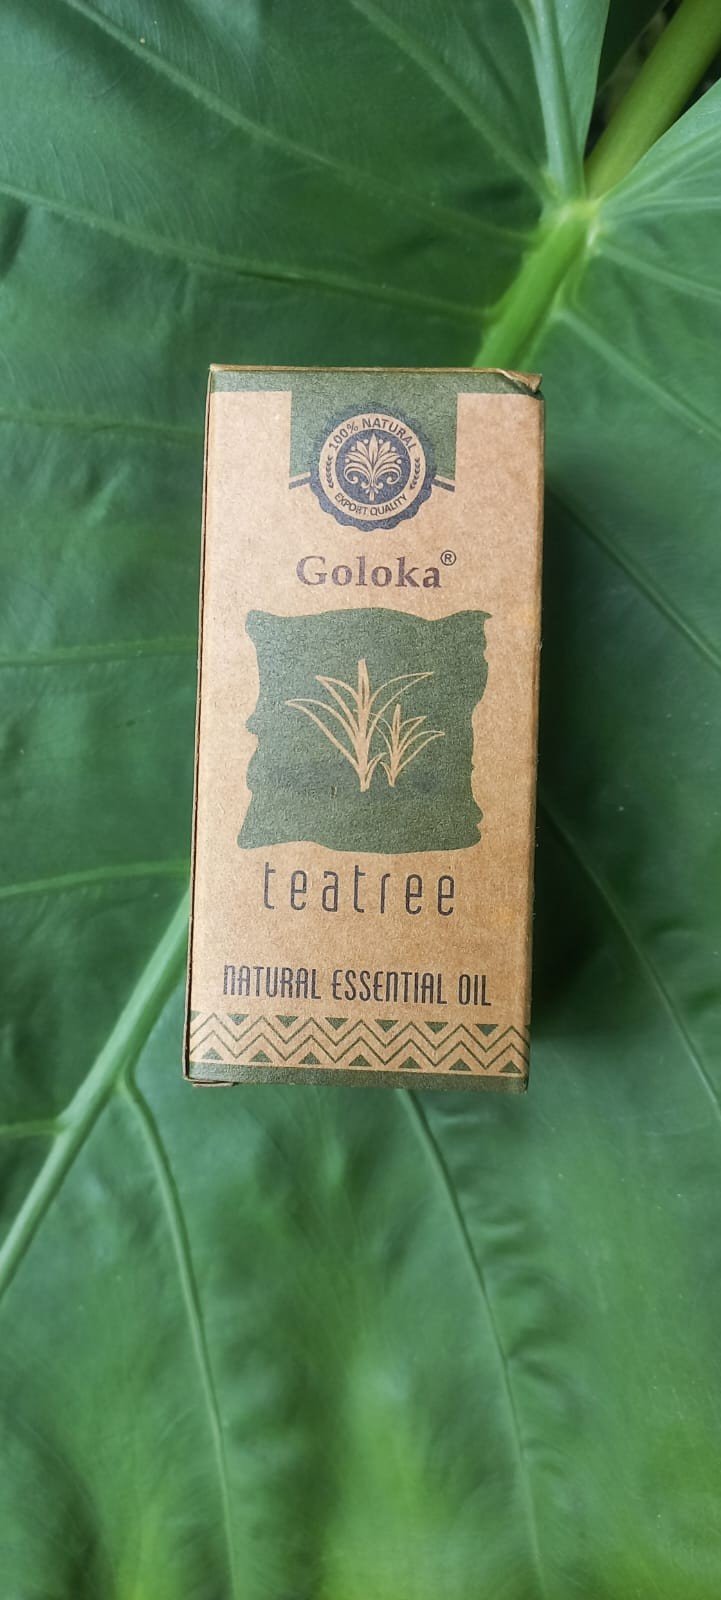 100% NATURAL
EXPORT QUALITY
Goloka®
teatree
NATURAL ESSENTIAL OIL